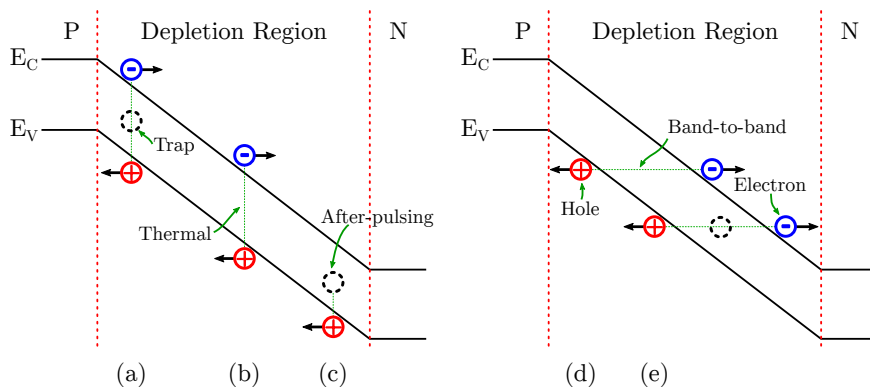 P Depletion Region N
E_C
E_V
Trap
Thermal
After-pulsing
(a) (b) (c)
P Depletion Region N
E_C
E_V
Band-to-band
Electron
Hole
(d) (e)